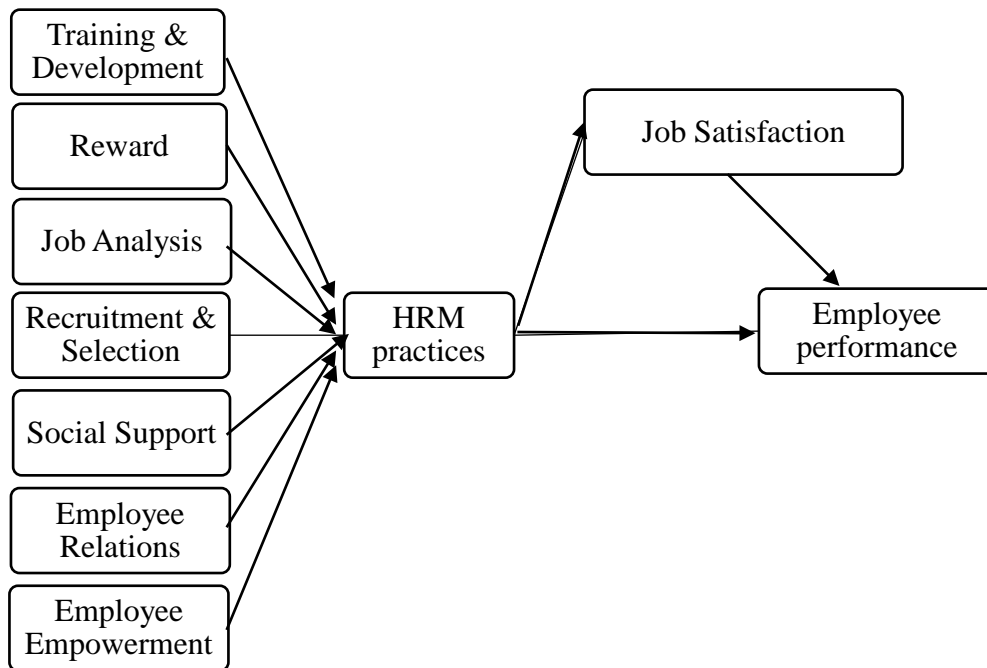 Training &
Development
Reward
Job Analysis
Recruitment &
Selection
Social Support
Employee
Relations
Employee
Empowerment
HRM
practices
Job Satisfaction
Employee
performance